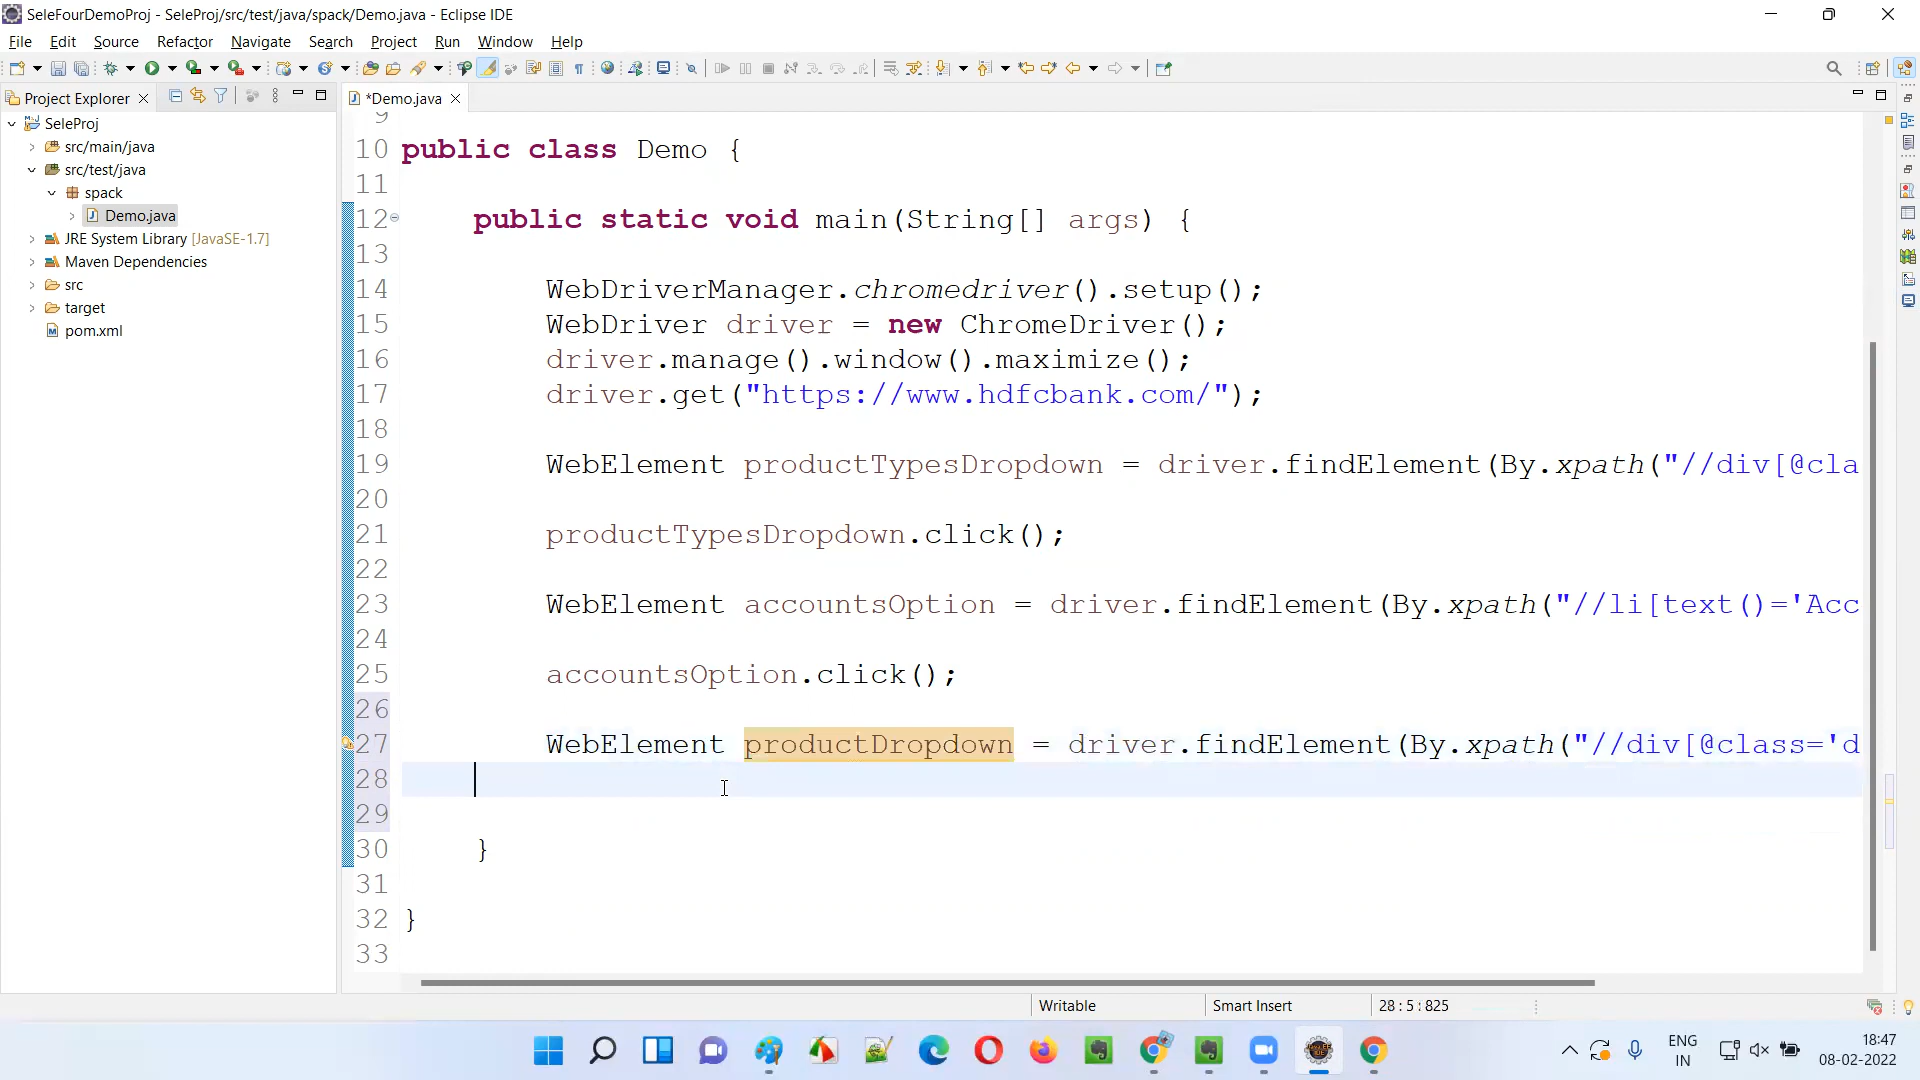 SeleFourDemoProj - SeleProj/src/test/java/spack/Demo.java - Eclipse IDE
File Edit Source Refactor Navigate Search Project Run Window Help
Project Explorer
*Demo.java
SeleProj
src/main/java
src/test/java
spack
Demo.java
JRE System Library [JavaSE-1.7]
Maven Dependencies
src
target
pom.xml
9
10 public class Demo {
11
12 public static void main(String[] args) {
13
14 WebDriverManager.chromedriver().setup();
15 WebDriver driver = new ChromeDriver();
16 driver.manage().window().maximize();
17 driver.get("https://www.hdfcbank.com/");
18
19 WebElement productTypesDropdown = driver.findElement(By.xpath("//div[@cla
20
21 productTypesDropdown.click();
22
23 WebElement accountsOption = driver.findElement(By.xpath("//li[text()='Acc
24
25 accountsOption.click();
26
27 WebElement productDropdown = driver.findElement(By.xpath("//div[@class='d
28
29
30 }
31
32 }
33
Writable Smart Insert 28 : 5 : 825
ENG
IN
18:47
08-02-2022